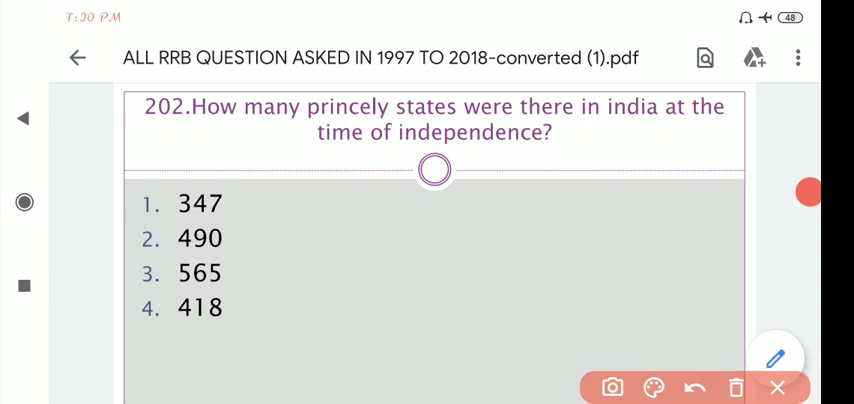 7:20 PM
48
ALL RRB QUESTION ASKED IN 1997 TO 2018-converted (1).pdf
202.How many princely states were there in india at the
time of independence?
1. 347
2. 490
3. 565
4. 418